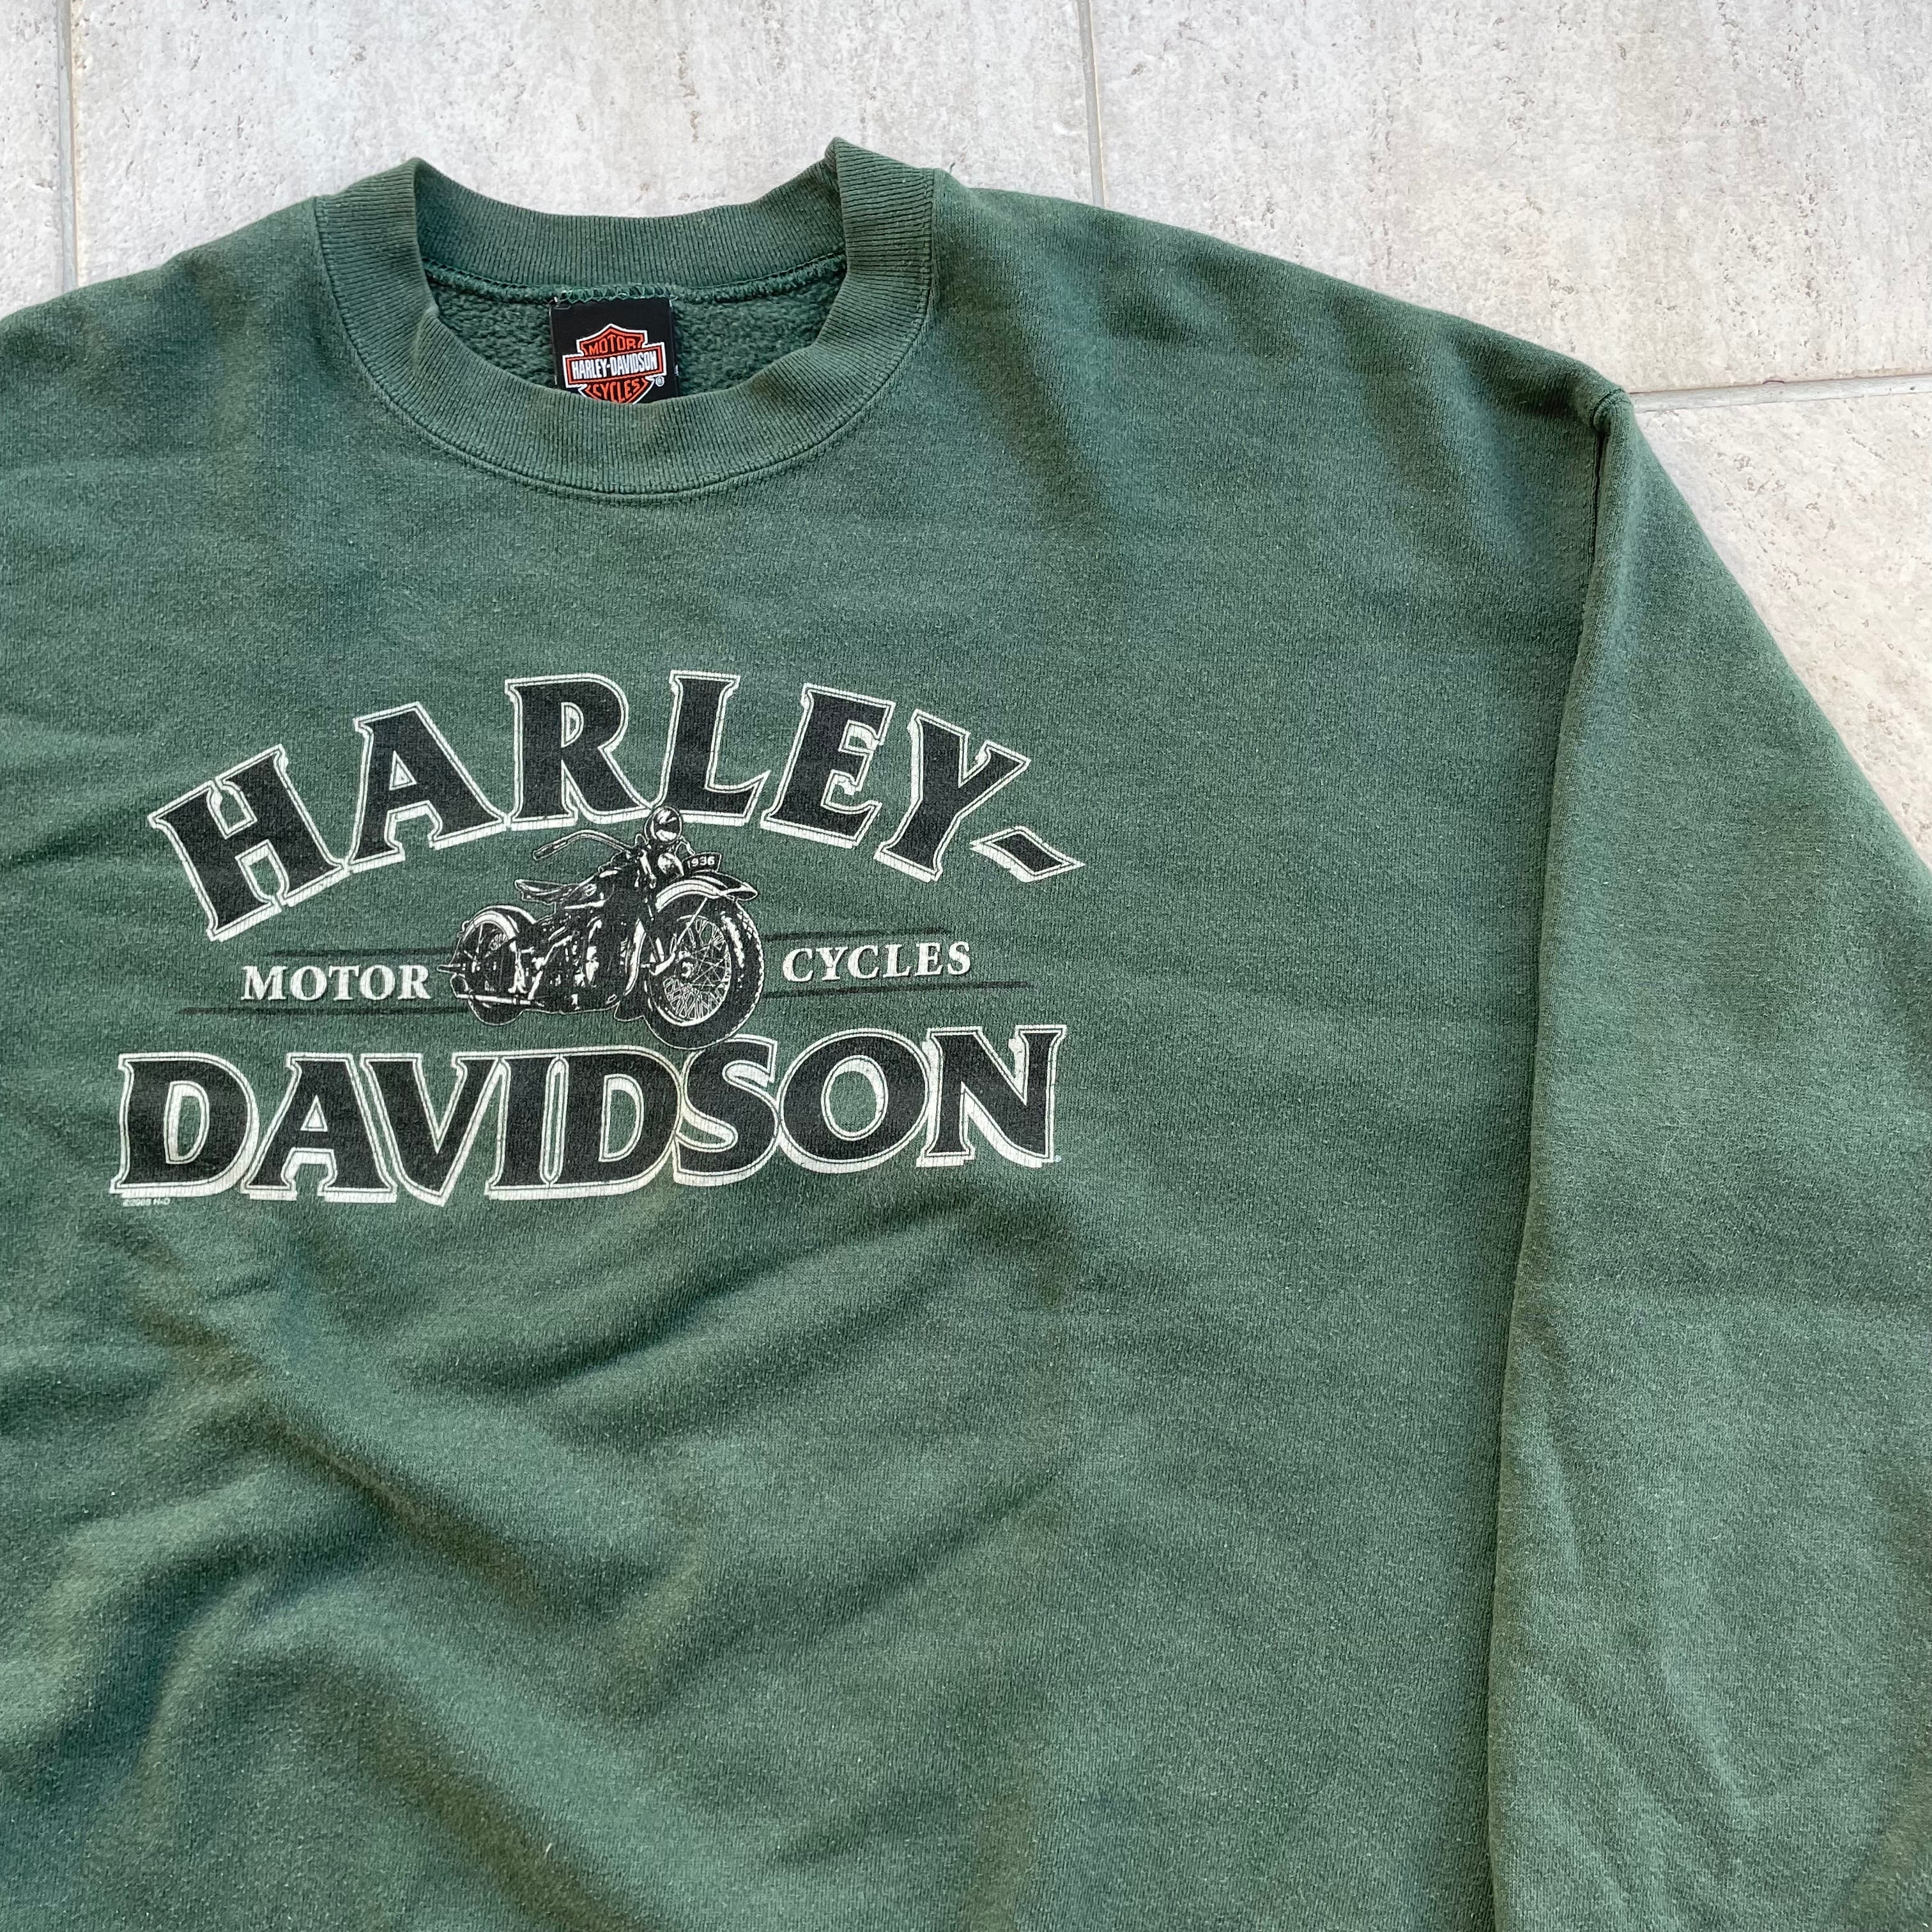 MOTOR
HARLEY-DAVIDSON
CYCLES
®
HARLEY-
1936
MOTOR CYCLES
DAVIDSON
H-D